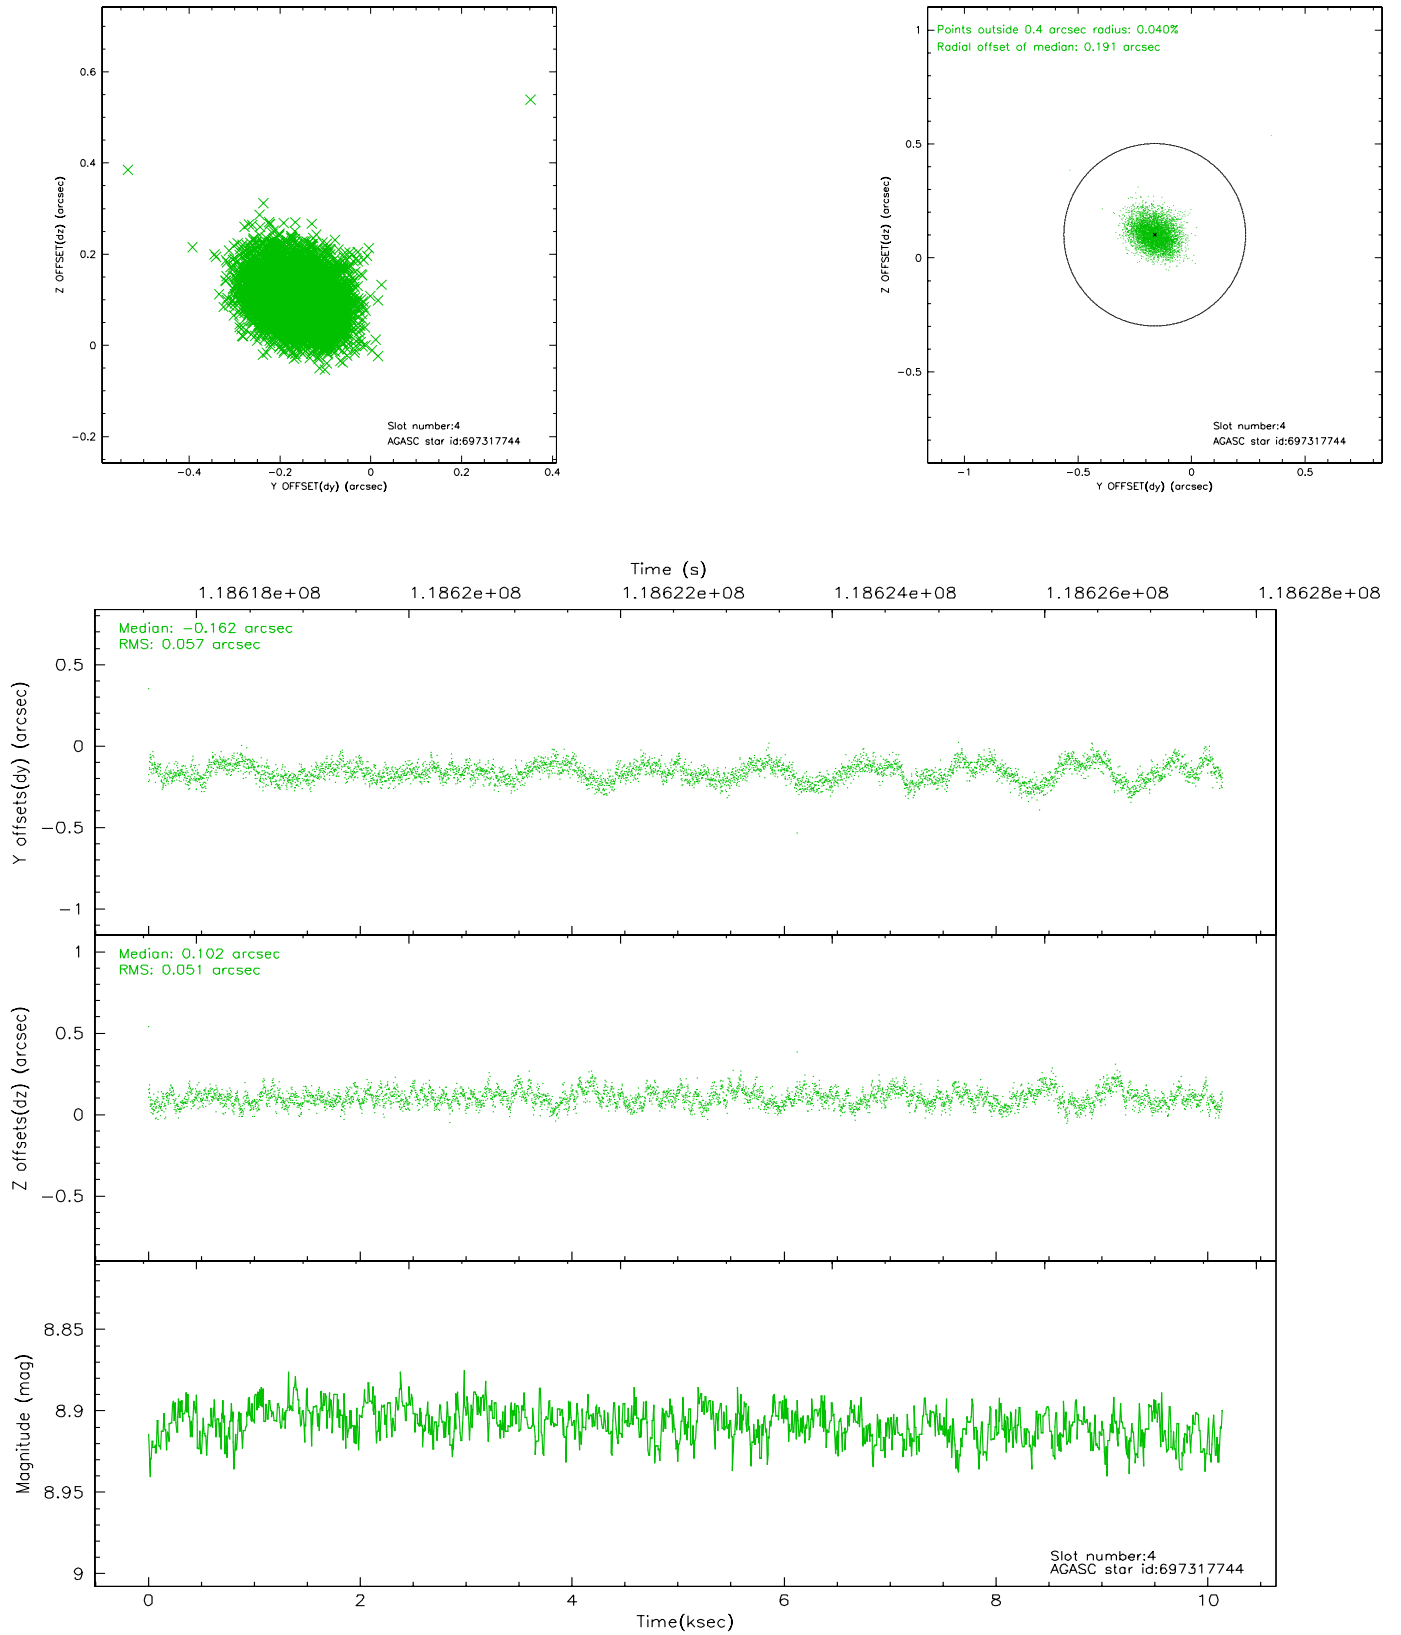 0.6
0.4
0.2
0
−0.2
−0.4
−0.2
0
0.2
0.4
Z OFFSET(dz) (arcsec)
Y OFFSET(dy) (arcsec)
Slot number:4
AGASC star id:697317744
Points outside 0.4 arcsec radius: 0.040%
Radial offset of median: 0.191 arcsec
1
0.5
0
−0.5
−1
−0.5
0
0.5
Z OFFSET(dz) (arcsec)
Y OFFSET(dy) (arcsec)
Slot number:4
AGASC star id:697317744
Time (s)
1.18618e+08 1.1862e+08 1.18622e+08 1.18624e+08 1.18626e+08 1.18628e+08
Median: −0.162 arcsec
RMS: 0.057 arcsec
0.5
0
−0.5
−1
Y offsets(dy) (arcsec)
Median: 0.102 arcsec
RMS: 0.051 arcsec
1
0.5
0
−0.5
Z offsets(dz) (arcsec)
8.85
8.9
8.95
9
Magnitude (mag)
Slot number:4
AGASC star id:697317744
0 2 4 6 8 10
Time(ksec)